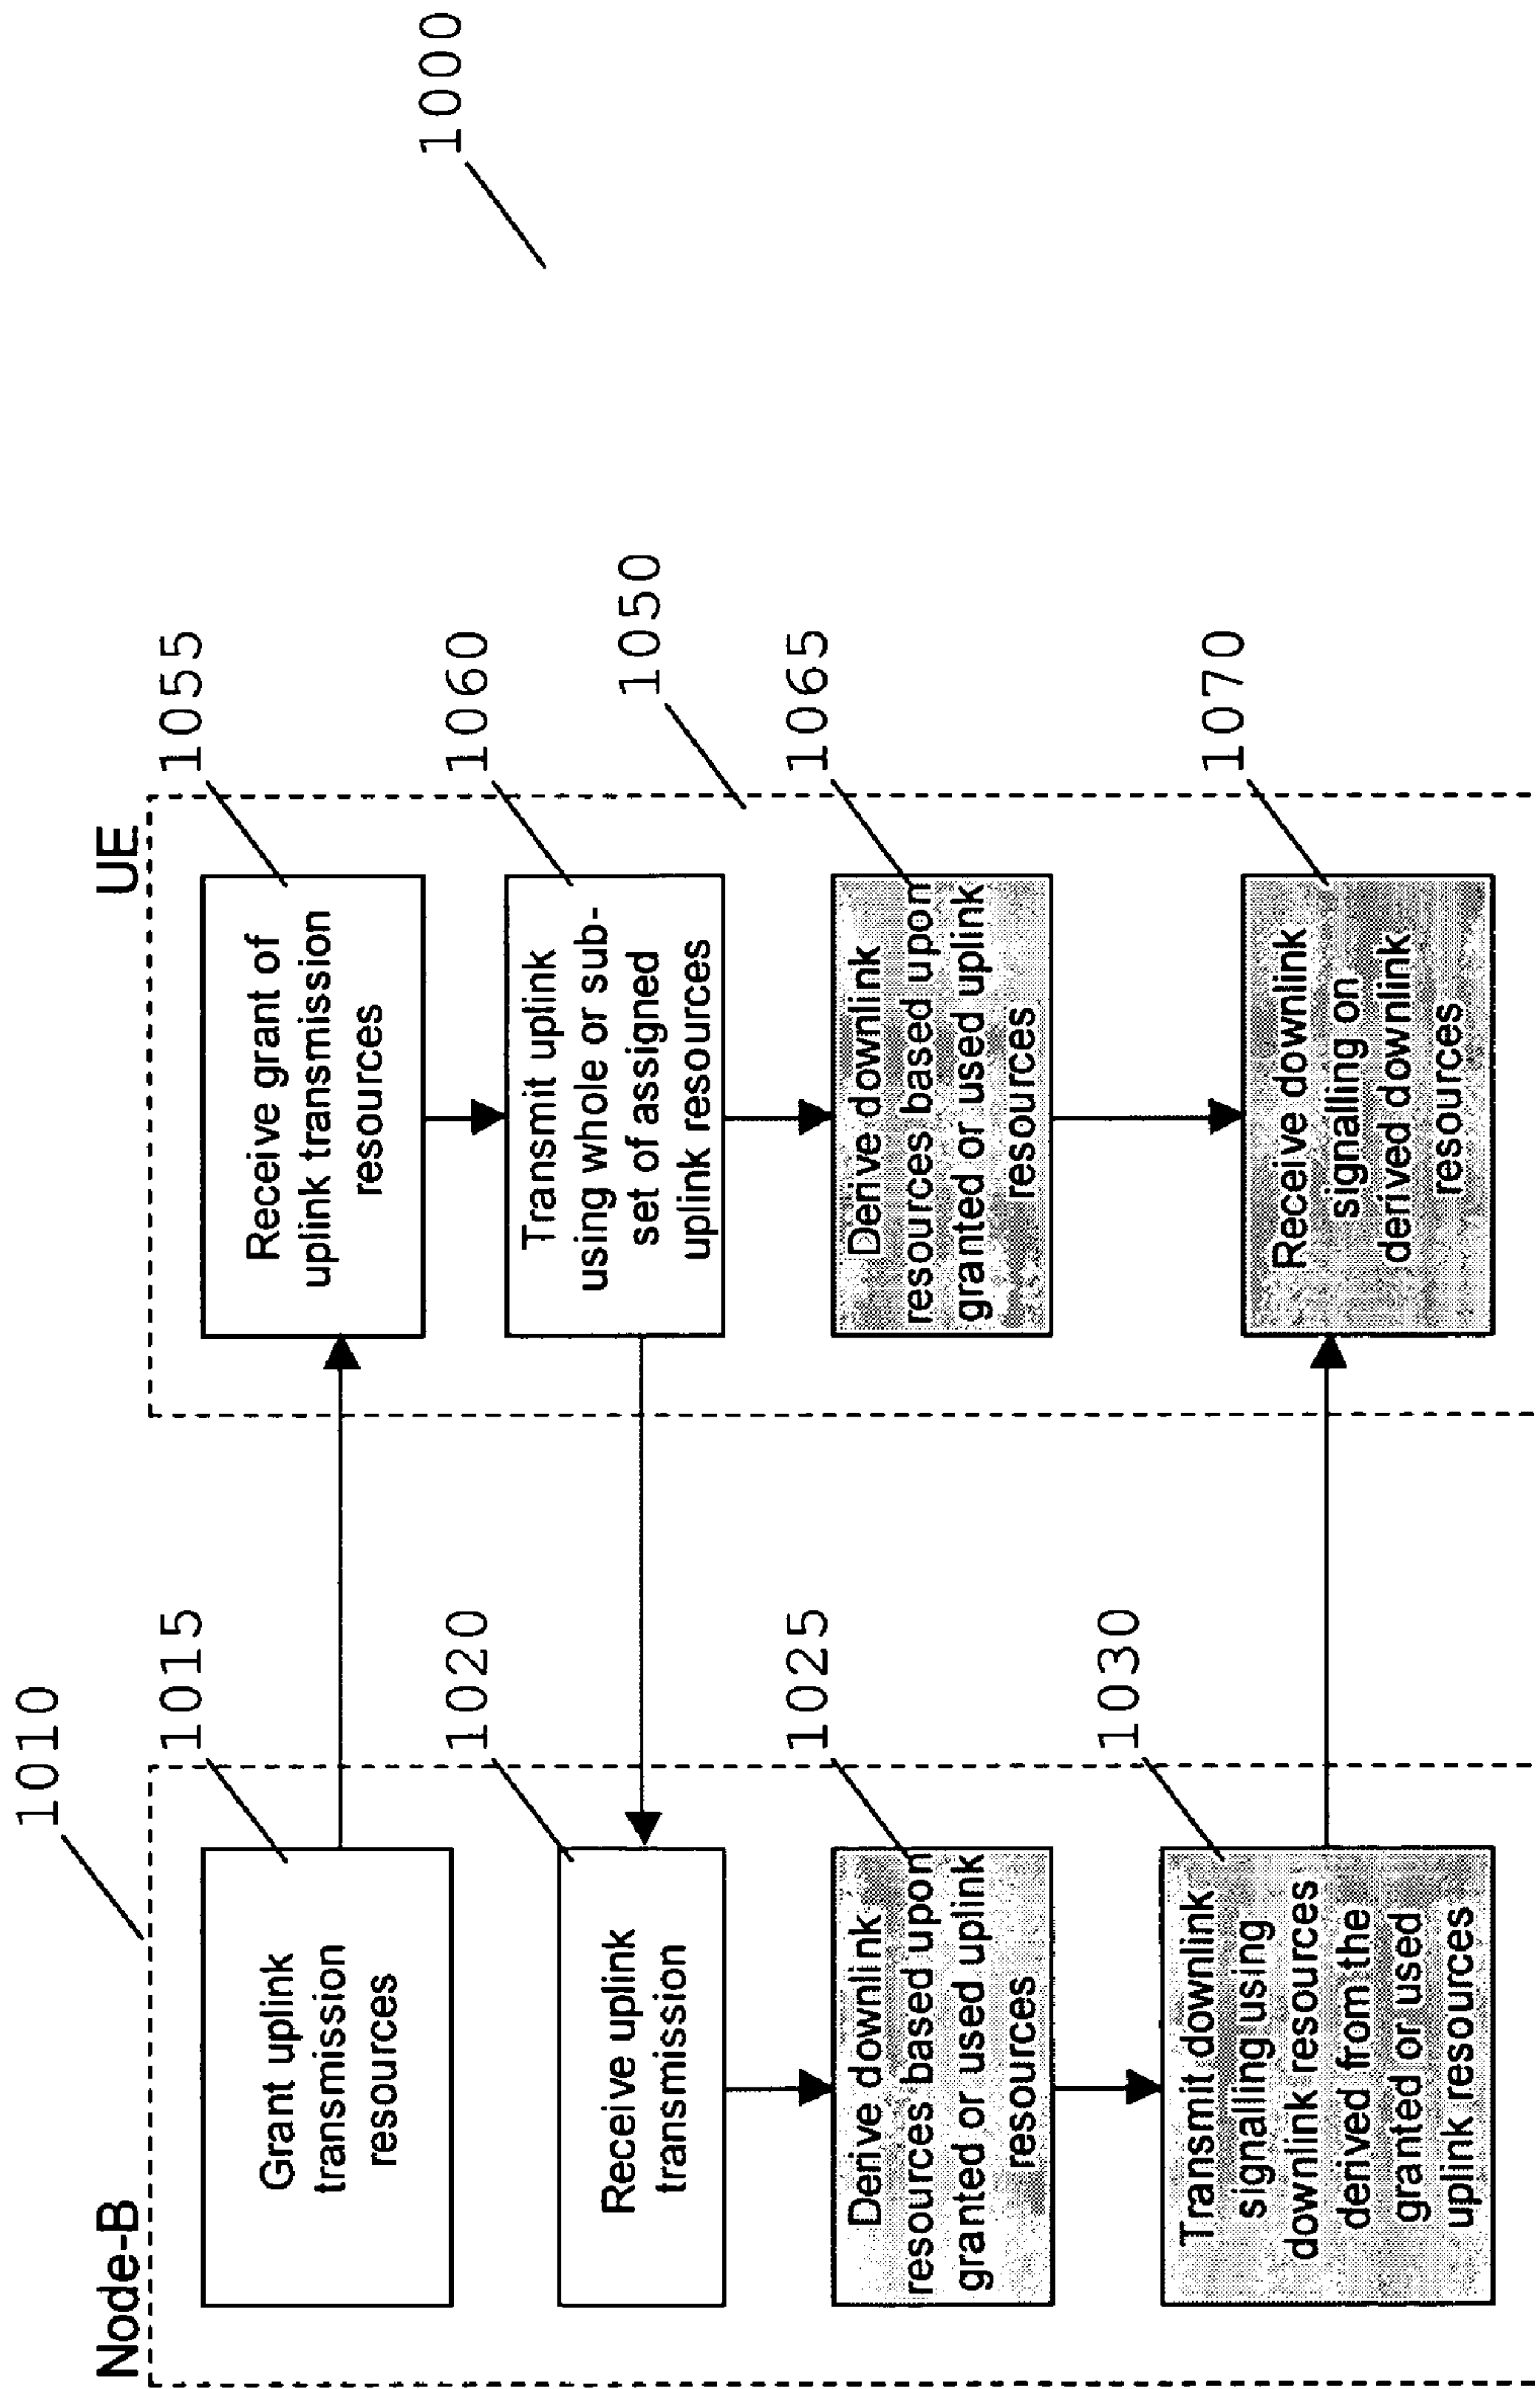 1000
1010
Node-B
1015
Grant uplink
transmission
resources
1020
Receive uplink
transmission
1025
Derive downlink
resources based upon
granted or used uplink
resources
1030
Transmit downlink
signalling using
downlink resources
derived from the
granted or used
uplink resources
UE
1055
Receive grant of
uplink transmission
resources
1060
Transmit uplink
using whole or sub-
set of assigned
uplink resources
1050
1065
Derive downlink
resources based upon
granted or used uplink
resources
1070
Receive downlink
signalling on
derived downlink
resources